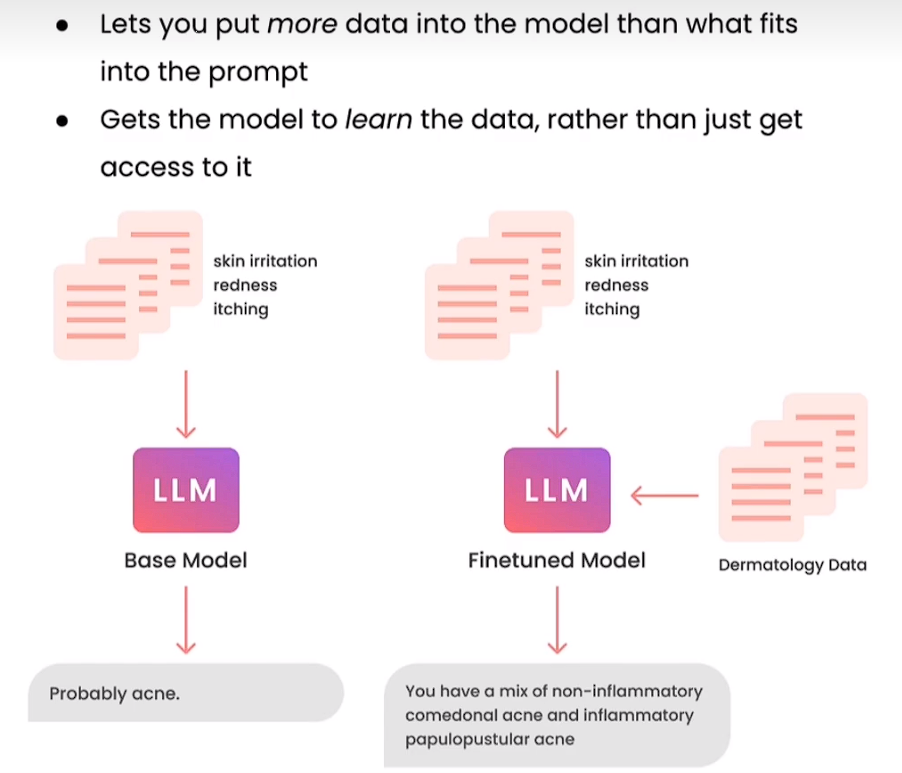 Lets you put more data into the model than what fits
into the prompt
Gets the model to learn the data, rather than just get
access to it
skin irritation
redness
itching
skin irritation
redness
itching
LLM
LLM
Base Model
Finetuned Model
Dermatology Data
Probably acne.
You have a mix of non-inflammatory
comedonal acne and inflammatory
papulopustular acne